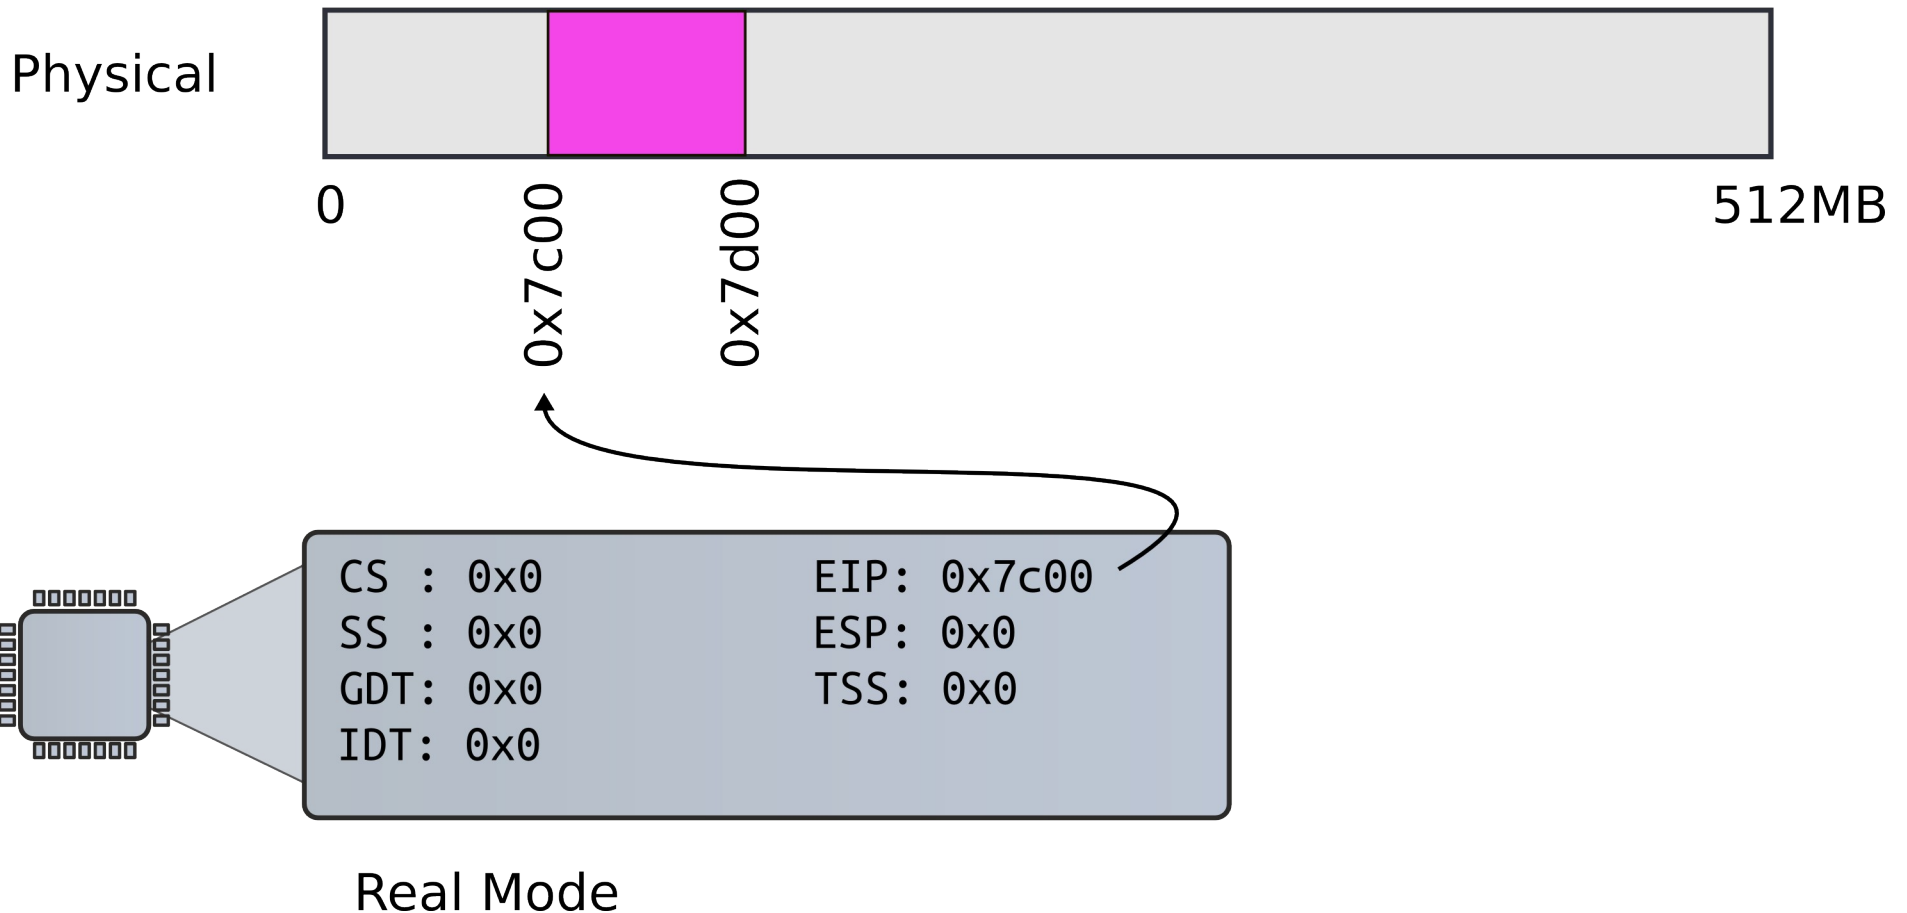 Physical
0 512MB
0x7c00
0x7d00
CS : 0x0 EIP: 0x7c00
SS : 0x0 ESP: 0x0
GDT: 0x0 TSS: 0x0
IDT: 0x0
Real Mode